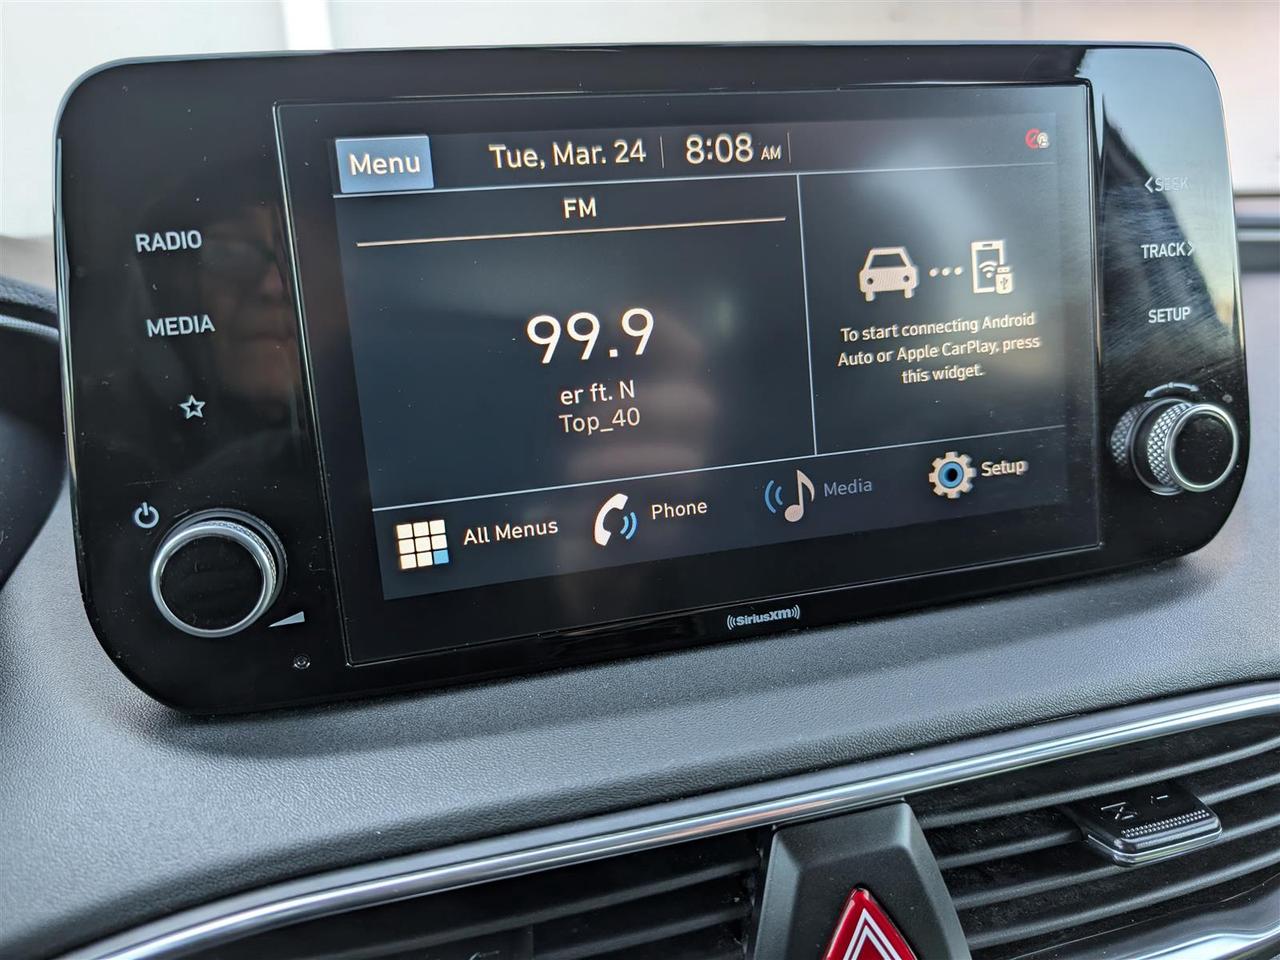 Menu
Tue, Mar. 24
8:08 AM
FM
99.9
er ft. N
Top_40
To start connecting Android
Auto or Apple CarPlay, press
this widget.
All Menus
Phone
Media
Setup
RADIO
MEDIA
<SEEK
TRACK>
SETUP
((SiriusXM))